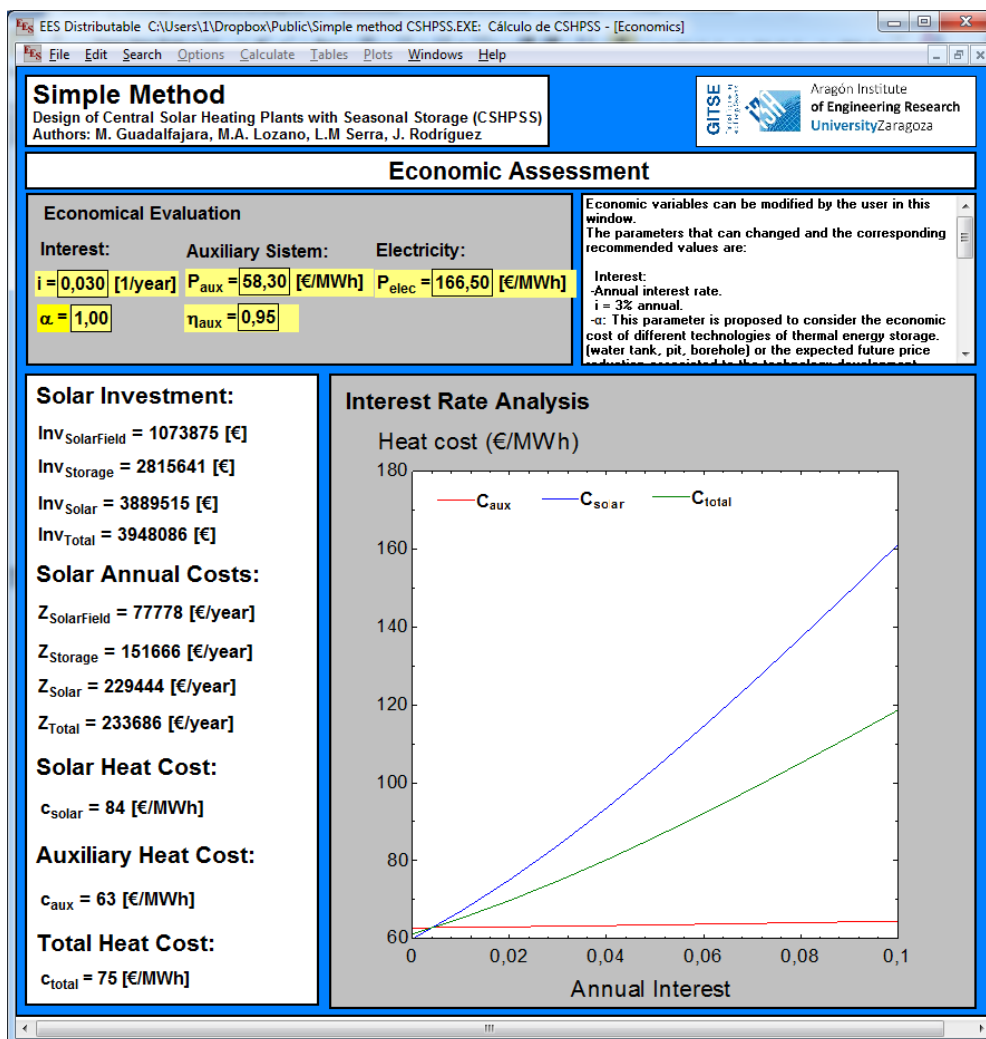 EES Distributable C:\Users\1\Dropbox\Public\Simple method CSHPSS.EXE: Cálculo de CSHPSS - [Economics]
File Edit Search Options Calculate Tables Plots Windows Help
Simple Method
Design of Central Solar Heating Plants with Seasonal Storage (CSHPSS)
Authors: M. Guadalfajara, M.A. Lozano, L.M Serra, J. Rodríguez
GITSE
Aragón Institute
of Engineering Research
UniversityZaragoza
Economic Assessment
Economical Evaluation
Interest:
i = 0,030 [1/year]
α = 1,00
Auxiliary Sistem:
Paux = 58,30 [€/MWh]
ηaux = 0,95
Electricity:
Pelec = 166,50 [€/MWh]
Economic variables can be modified by the user in this
window.
The parameters that can changed and the corresponding
recommended values are:
Interest:
-Annual interest rate.
i = 3% annual.
-α: This parameter is proposed to consider the economic
cost of different technologies of thermal energy storage.
(water tank, pit, borehole) or the expected future price
reduction associated to the technology development
Solar Investment:
InvSolarField = 1073875 [€]
InvStorage = 2815641 [€]
InvSolar = 3889515 [€]
InvTotal = 3948086 [€]
Solar Annual Costs:
ZSolarField = 77778 [€/year]
ZStorage = 151666 [€/year]
ZSolar = 229444 [€/year]
ZTotal = 233686 [€/year]
Solar Heat Cost:
csolar = 84 [€/MWh]
Auxiliary Heat Cost:
caux = 63 [€/MWh]
Total Heat Cost:
ctotal = 75 [€/MWh]
Interest Rate Analysis
Heat cost (€/MWh)
Caux Csolar Ctotal
180
160
140
120
100
80
60
0 0,02 0,04 0,06 0,08 0,1
Annual Interest